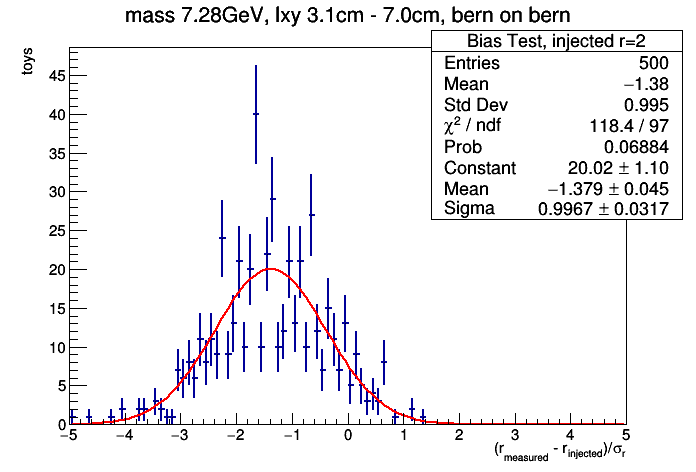 mass 7.28GeV, lxy 3.1cm - 7.0cm, bern on bern
toys
Bias Test, injected r=2
Entries 500
Mean −1.38
Std Dev 0.995
χ² / ndf 118.4 / 97
Prob 0.06884
Constant 20.02 ± 1.10
Mean −1.379 ± 0.045
Sigma 0.9967 ± 0.0317
45
40
35
30
25
20
15
10
5
0
−5 −4 −3 −2 −1 0 1 2 3 4 5
(r_measured - r_injected)/σ_r